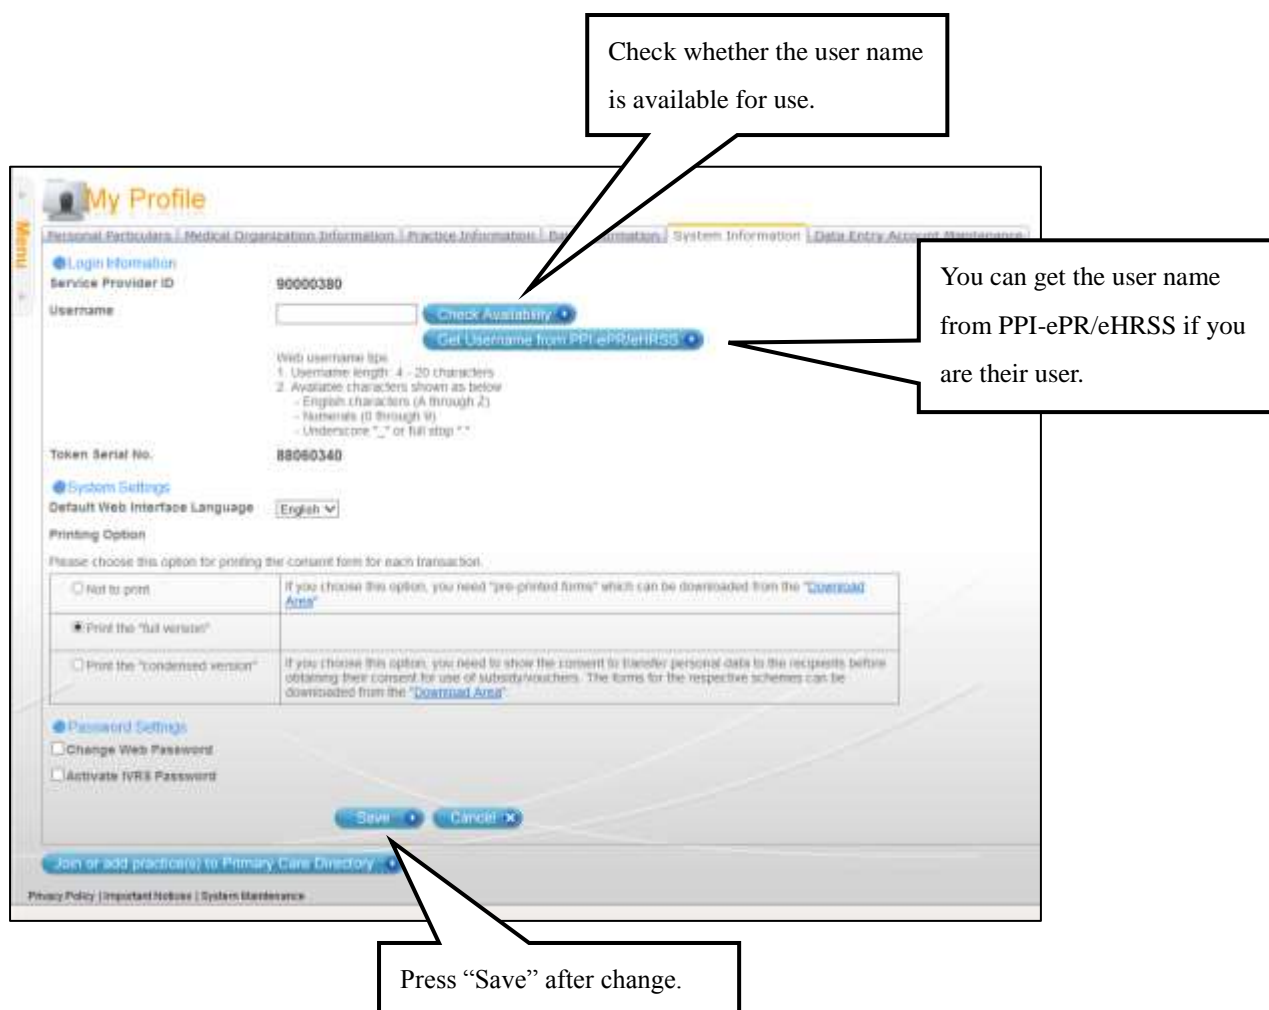 Check whether the user name
is available for use.
My Profile
Menu
Personal Particulars | Medical Organization Information | Practice Information | System Information | Data Entry Account Maintenance
Login Information
Service Provider ID 90000380
Username Check Availability
Get Username from PPI-ePR/eHRSS
Web username tips
1. Username length: 4 - 20 characters
2. Available characters shown as below
- English characters (A through Z)
- Numerals (0 through 9)
- Underscore "_" or full stop "."
Token Serial No. 88060340
System Settings
Default Web Interface Language English
Printing Option
Please choose this option for printing the consent form for each transaction.
Not to print If you choose this option, you need "pre-printed forms" which can be downloaded from the "Download
Area"
Print the "full version"
Print the "condensed version" If you choose this option, you need to show the consent to transfer personal data to the recipients before
obtaining their consent for use of subsidy/vouchers. The forms for the respective schemes can be
downloaded from the "Download Area"
Password Settings
Change Web Password
Activate IVRS Password
Save Cancel
Join or add practice(s) to Primary Care Directory
Privacy Policy | Important Notices | System Maintenance
You can get the user name
from PPI-ePR/eHRSS if you
are their user.
Press “Save” after change.